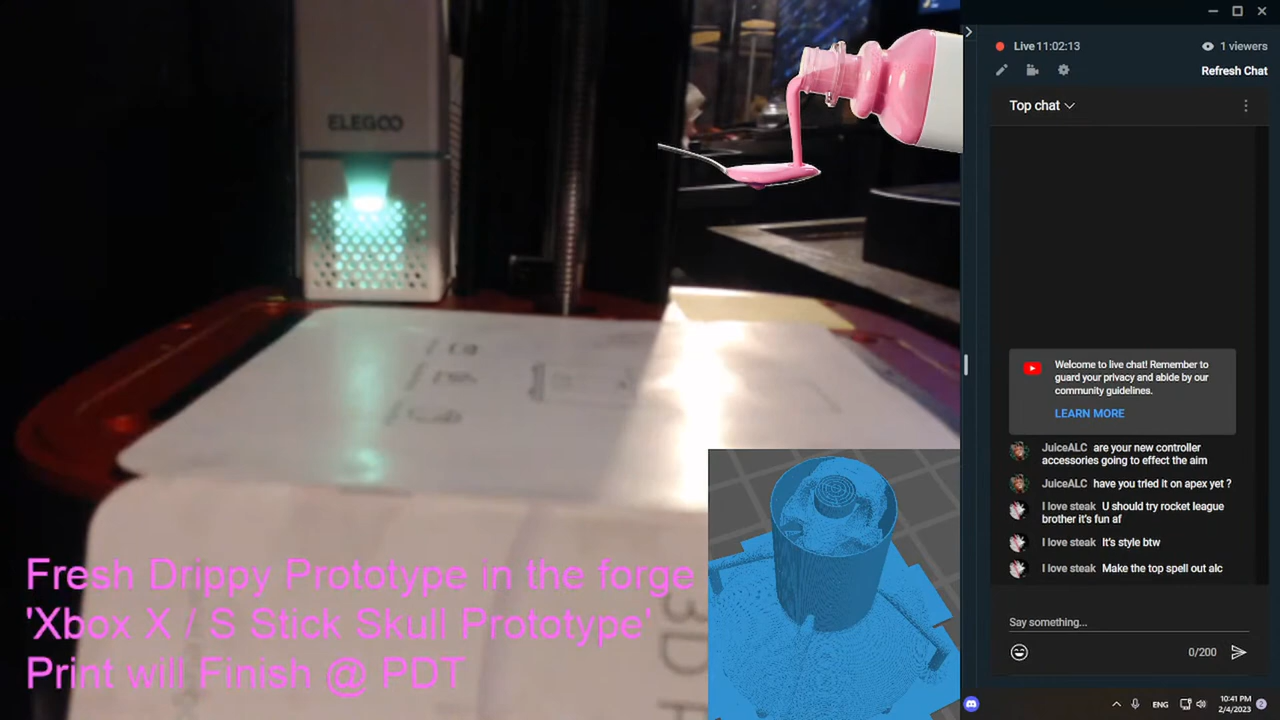 ELEGOO
Fresh Drippy Prototype in the forge
'Xbox X / S Stick Skull Prototype'
Print will Finish @ PDT
3D
Live 11:02:13
1 viewers
Refresh Chat
Top chat
Welcome to live chat! Remember to
guard your privacy and abide by our
community guidelines.
LEARN MORE
JuiceALC are your new controller
accessories going to effect the aim
JuiceALC have you tried it on apex yet ?
I love steak U should try rocket league
brother it's fun af
I love steak It's style btw
I love steak Make the top spell out alc
Say something...
0/200
ENG
10:41 PM
2/4/2023
2